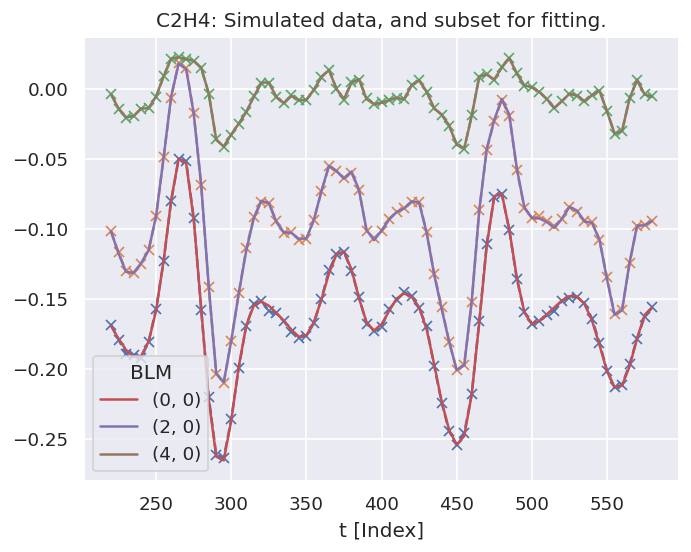 C2H4: Simulated data, and subset for fitting.
0.00
−0.05
−0.10
−0.15
−0.20
−0.25
BLM
(0, 0)
(2, 0)
(4, 0)
250 300 350 400 450 500 550
t [Index]